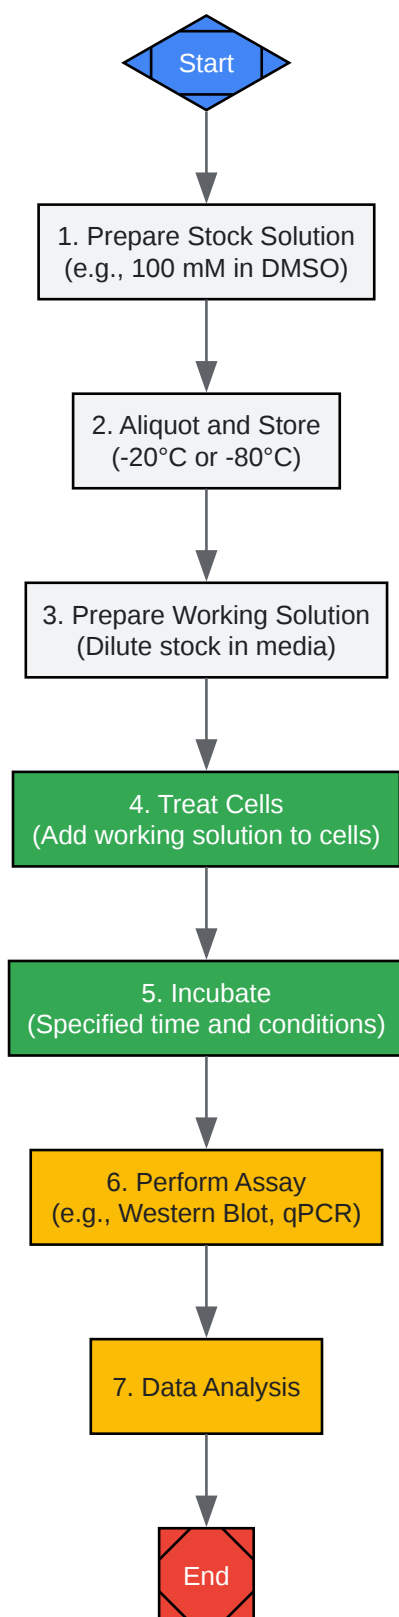 Start
1. Prepare Stock Solution
(e.g., 100 mM in DMSO)
2. Aliquot and Store
(-20°C or -80°C)
3. Prepare Working Solution
(Dilute stock in media)
4. Treat Cells
(Add working solution to cells)
5. Incubate
(Specified time and conditions)
6. Perform Assay
(e.g., Western Blot, qPCR)
7. Data Analysis
End